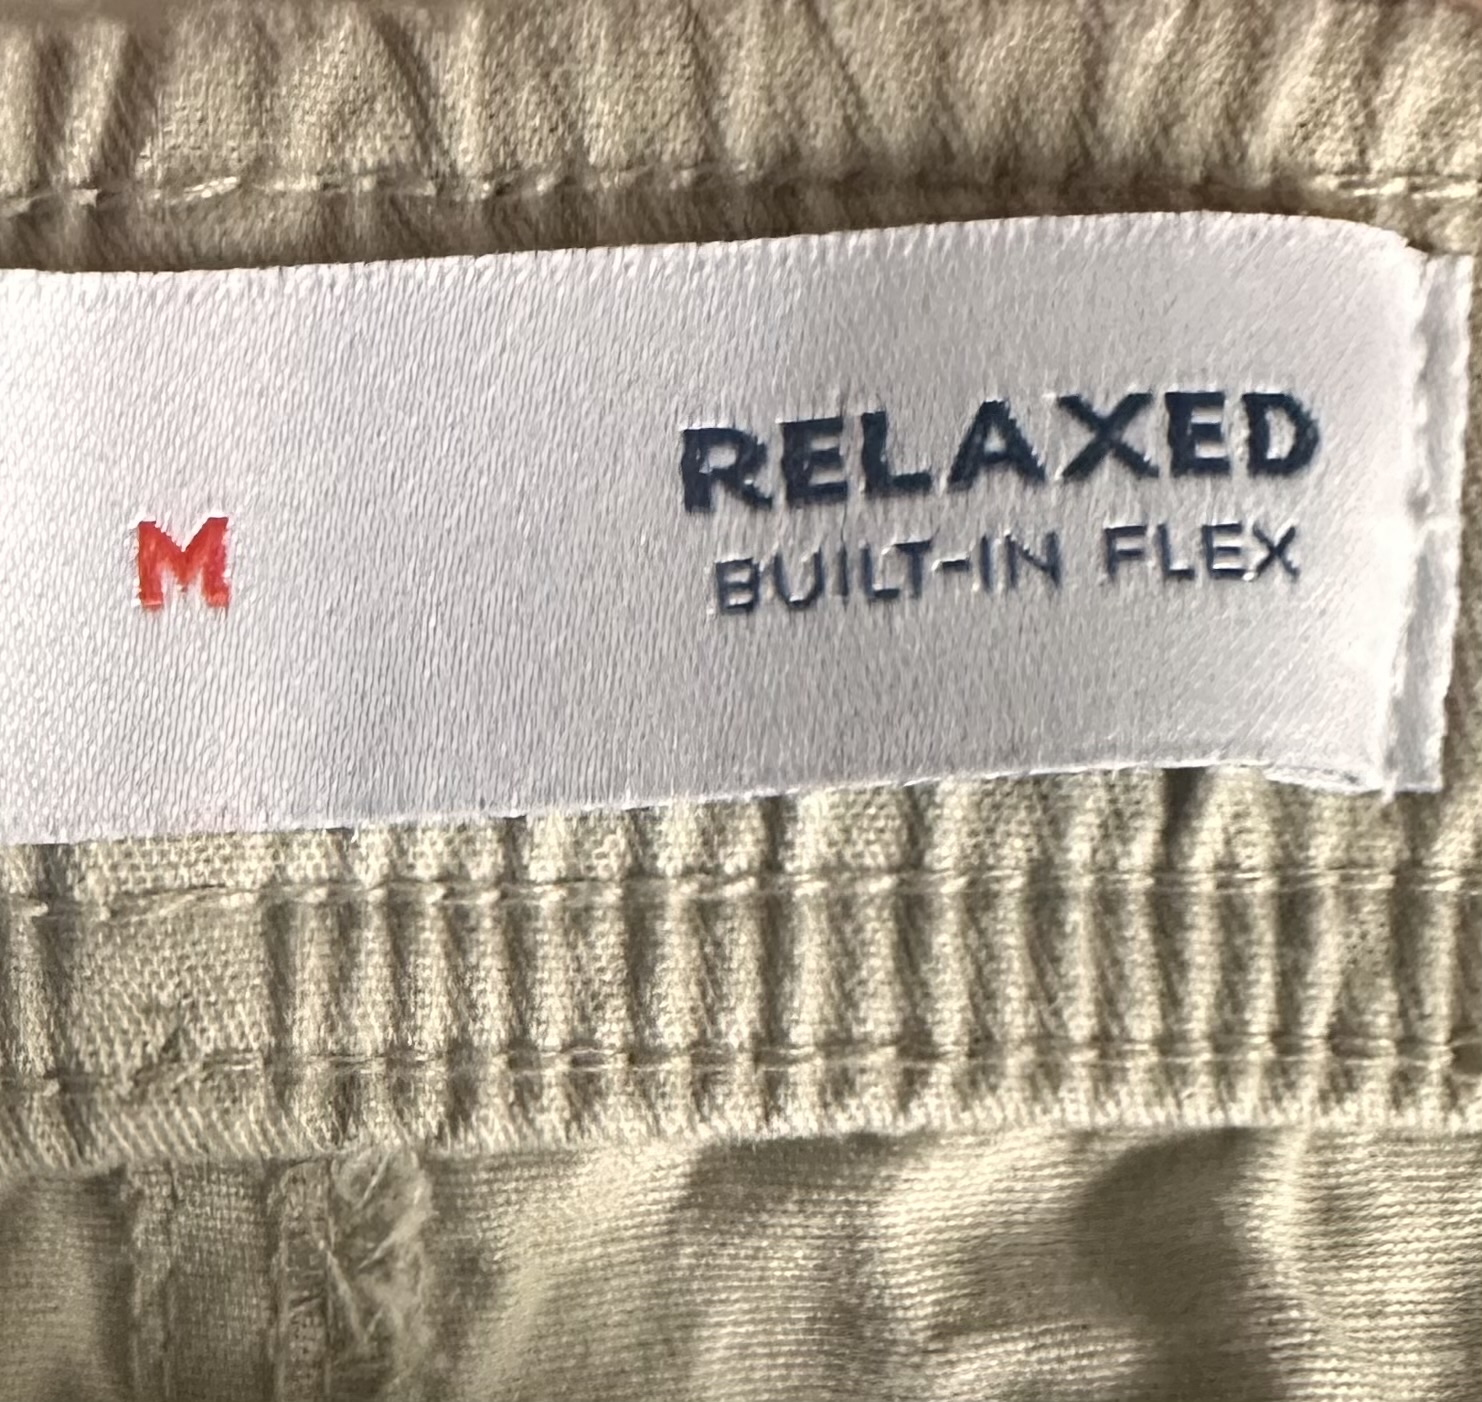 M
RELAXED
BUILT-IN FLEX